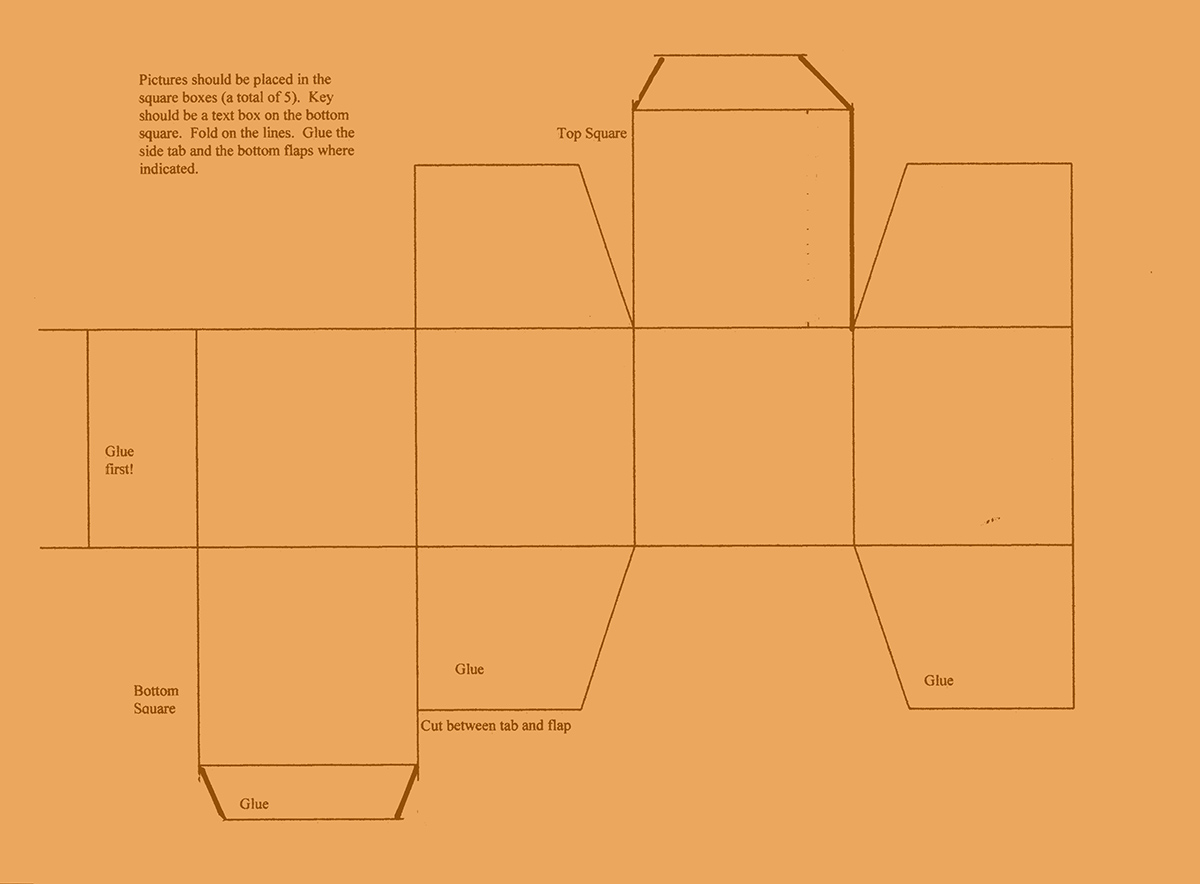 Pictures should be placed in the
square boxes (a total of 5).  Key
should be a text box on the bottom
square.  Fold on the lines.  Glue the
side tab and the bottom flaps where
indicated.
Top Square
Glue
first!
Bottom
Square
Glue
Glue
Cut between tab and flap
Glue